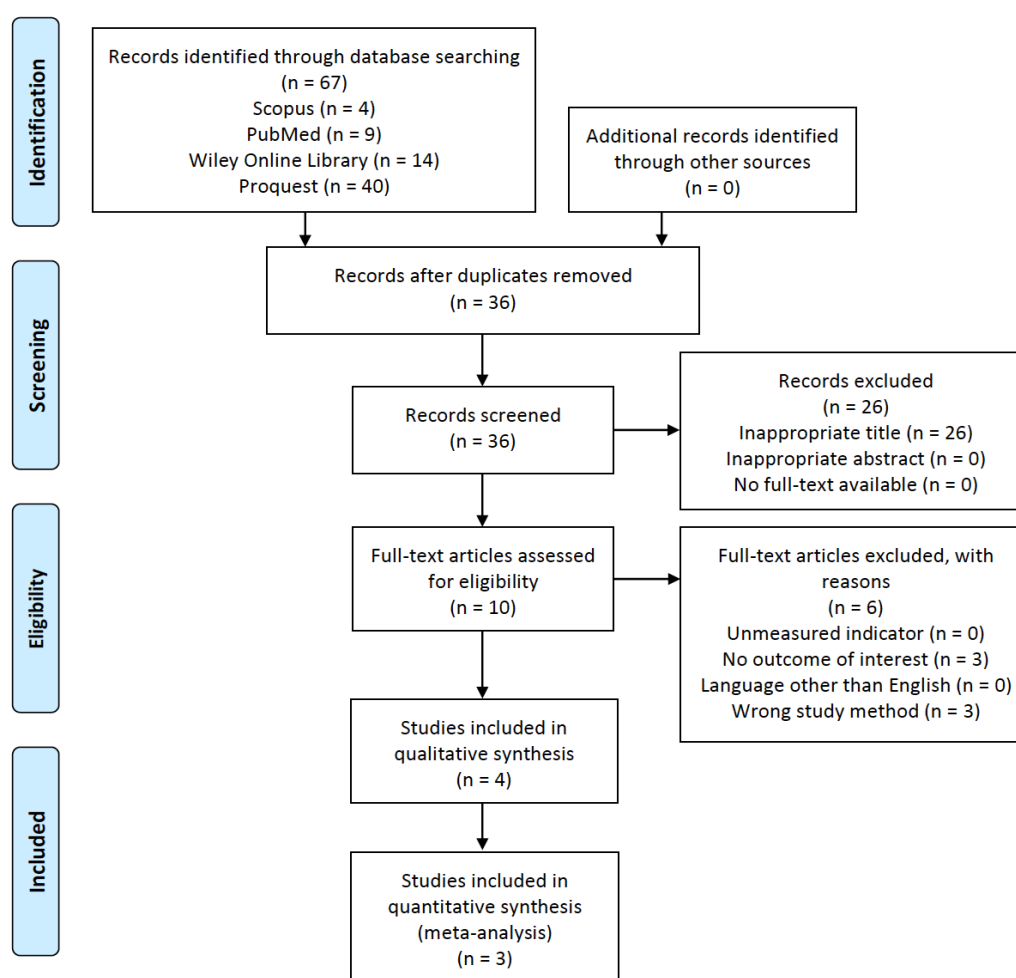 Identification
Records identified through database searching
(n = 67)
Scopus (n = 4)
PubMed (n = 9)
Wiley Online Library (n = 14)
Proquest (n = 40)
Additional records identified
through other sources
(n = 0)
Screening
Records after duplicates removed
(n = 36)
Records screened
(n = 36)
Records excluded
(n = 26)
Inappropriate title (n = 26)
Inappropriate abstract (n = 0)
No full-text available (n = 0)
Eligibility
Full-text articles assessed
for eligibility
(n = 10)
Full-text articles excluded, with
reasons
(n = 6)
Unmeasured indicator (n = 0)
No outcome of interest (n = 3)
Language other than English (n = 0)
Wrong study method (n = 3)
Studies included in
qualitative synthesis
(n = 4)
Included
Studies included in
quantitative synthesis
(meta-analysis)
(n = 3)